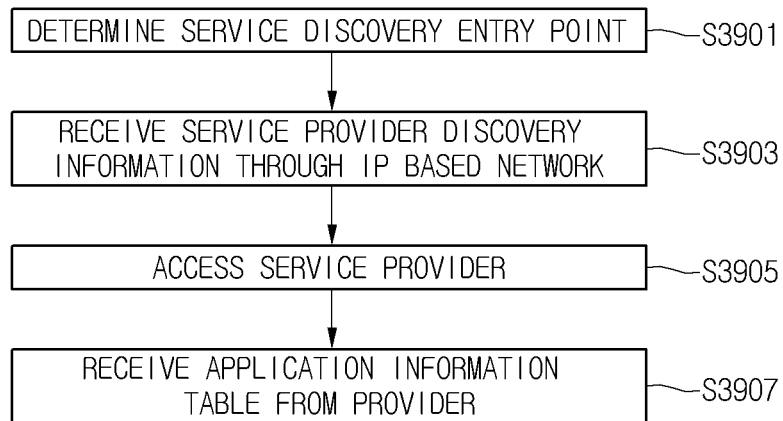 DETERMINE SERVICE DISCOVERY ENTRY POINT
S3901
RECEIVE SERVICE PROVIDER DISCOVERY
INFORMATION THROUGH IP BASED NETWORK
S3903
ACCESS SERVICE PROVIDER
S3905
RECEIVE APPLICATION INFORMATION
TABLE FROM PROVIDER
S3907